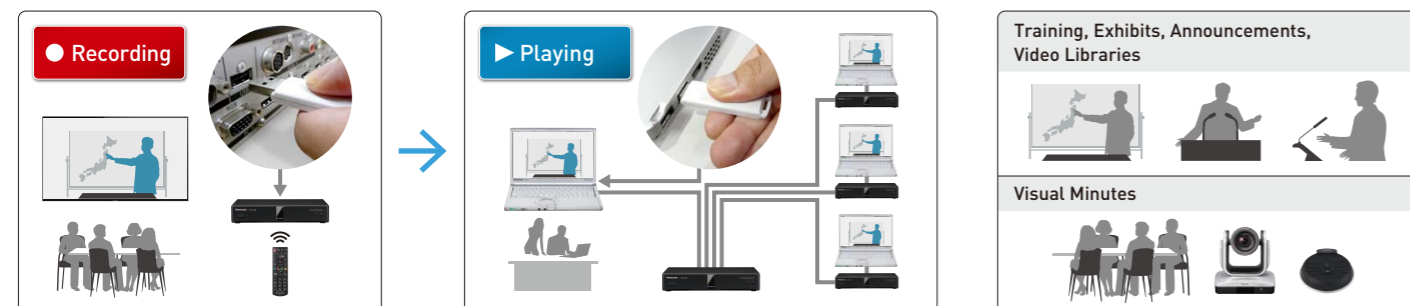 Recording
Playing
Training, Exhibits, Announcements,
Video Libraries
Visual Minutes